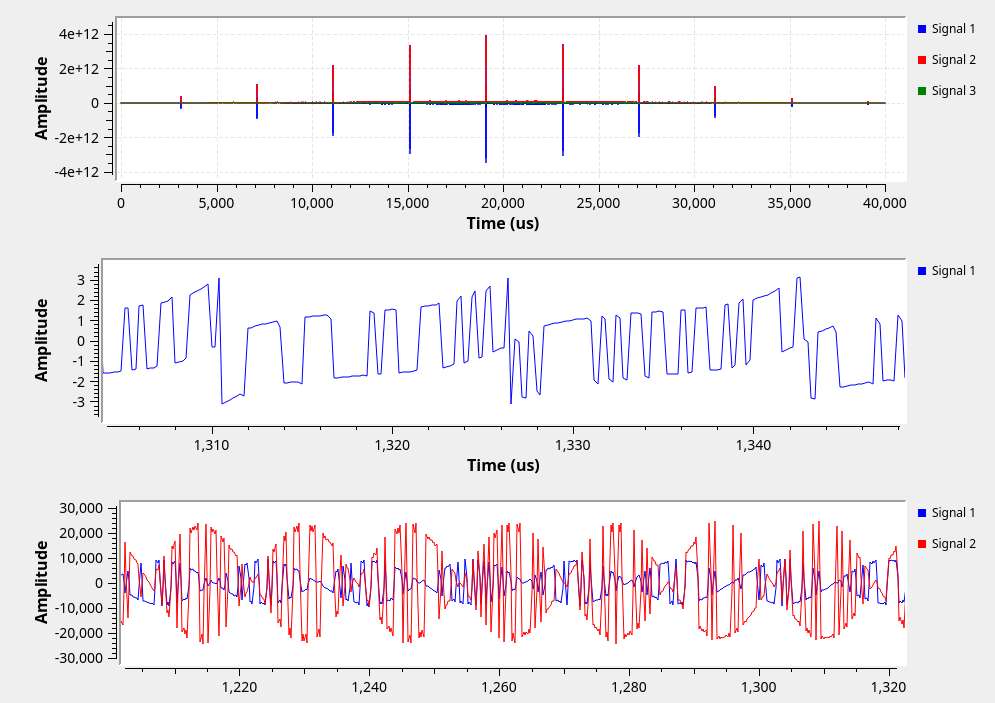 Amplitude
4e+12
2e+12
0
-2e+12
-4e+12
0 5,000 10,000 15,000 20,000 25,000 30,000 35,000 40,000
Time (us)
Signal 1
Signal 2
Signal 3
Amplitude
3
2
1
0
-1
-2
-3
1,310 1,320 1,330 1,340
Time (us)
Signal 1
Amplitude
30,000
20,000
10,000
0
-10,000
-20,000
-30,000
1,220 1,240 1,260 1,280 1,300 1,320
Signal 1
Signal 2